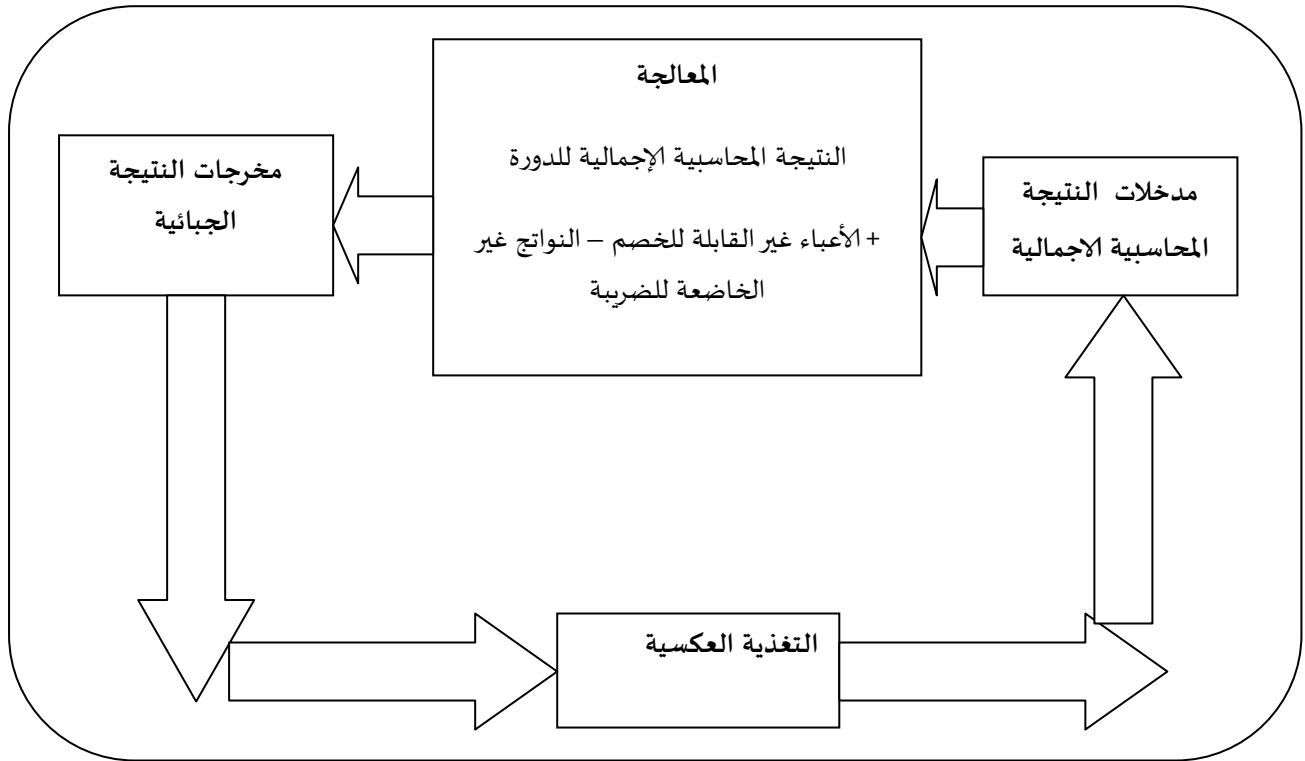 مدخلات النتيجة
المحاسبية الاجمالية
المعالجة
النتيجة المحاسبية الإجمالية للدورة
+ الأعباء غير القابلة للخصم – النواتج غير
الخاضعة للضريبة
مخرجات النتيجة
الجبائية
التغذية العكسية